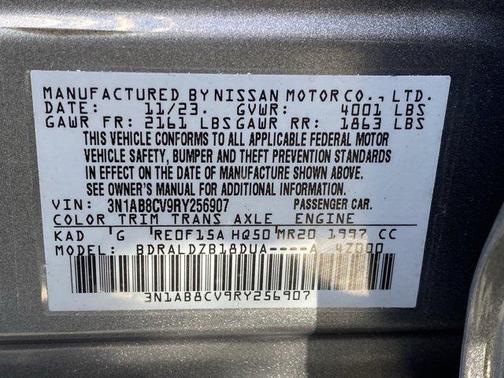 MANUFACTURED BY NISSAN MOTOR CO., LTD.
DATE: 11/23. GVWR: 4001 LBS
GAWR FR: 2161 LBS GAWR RR: 1863 LBS
THIS VEHICLE CONFORMS TO ALL APPLICABLE FEDERAL MOTOR
VEHICLE SAFETY, BUMPER AND THEFT PREVENTION STANDARDS
IN EFFECT ON THE DATE OF MANUFACTURE SHOWN ABOVE.
SEE OWNER'S MANUAL FOR ADDITIONAL INFORMATION
VIN: 3N1AB8CV9RY256907 PASSENGER CAR.
COLOR TRIM TRANS AXLE ENGINE
KAD G RE0F15A HQ50 MR20 1997 CC
MODEL: BDRALDZB18DUA----A 4Z000
3N1AB8CV9RY256907